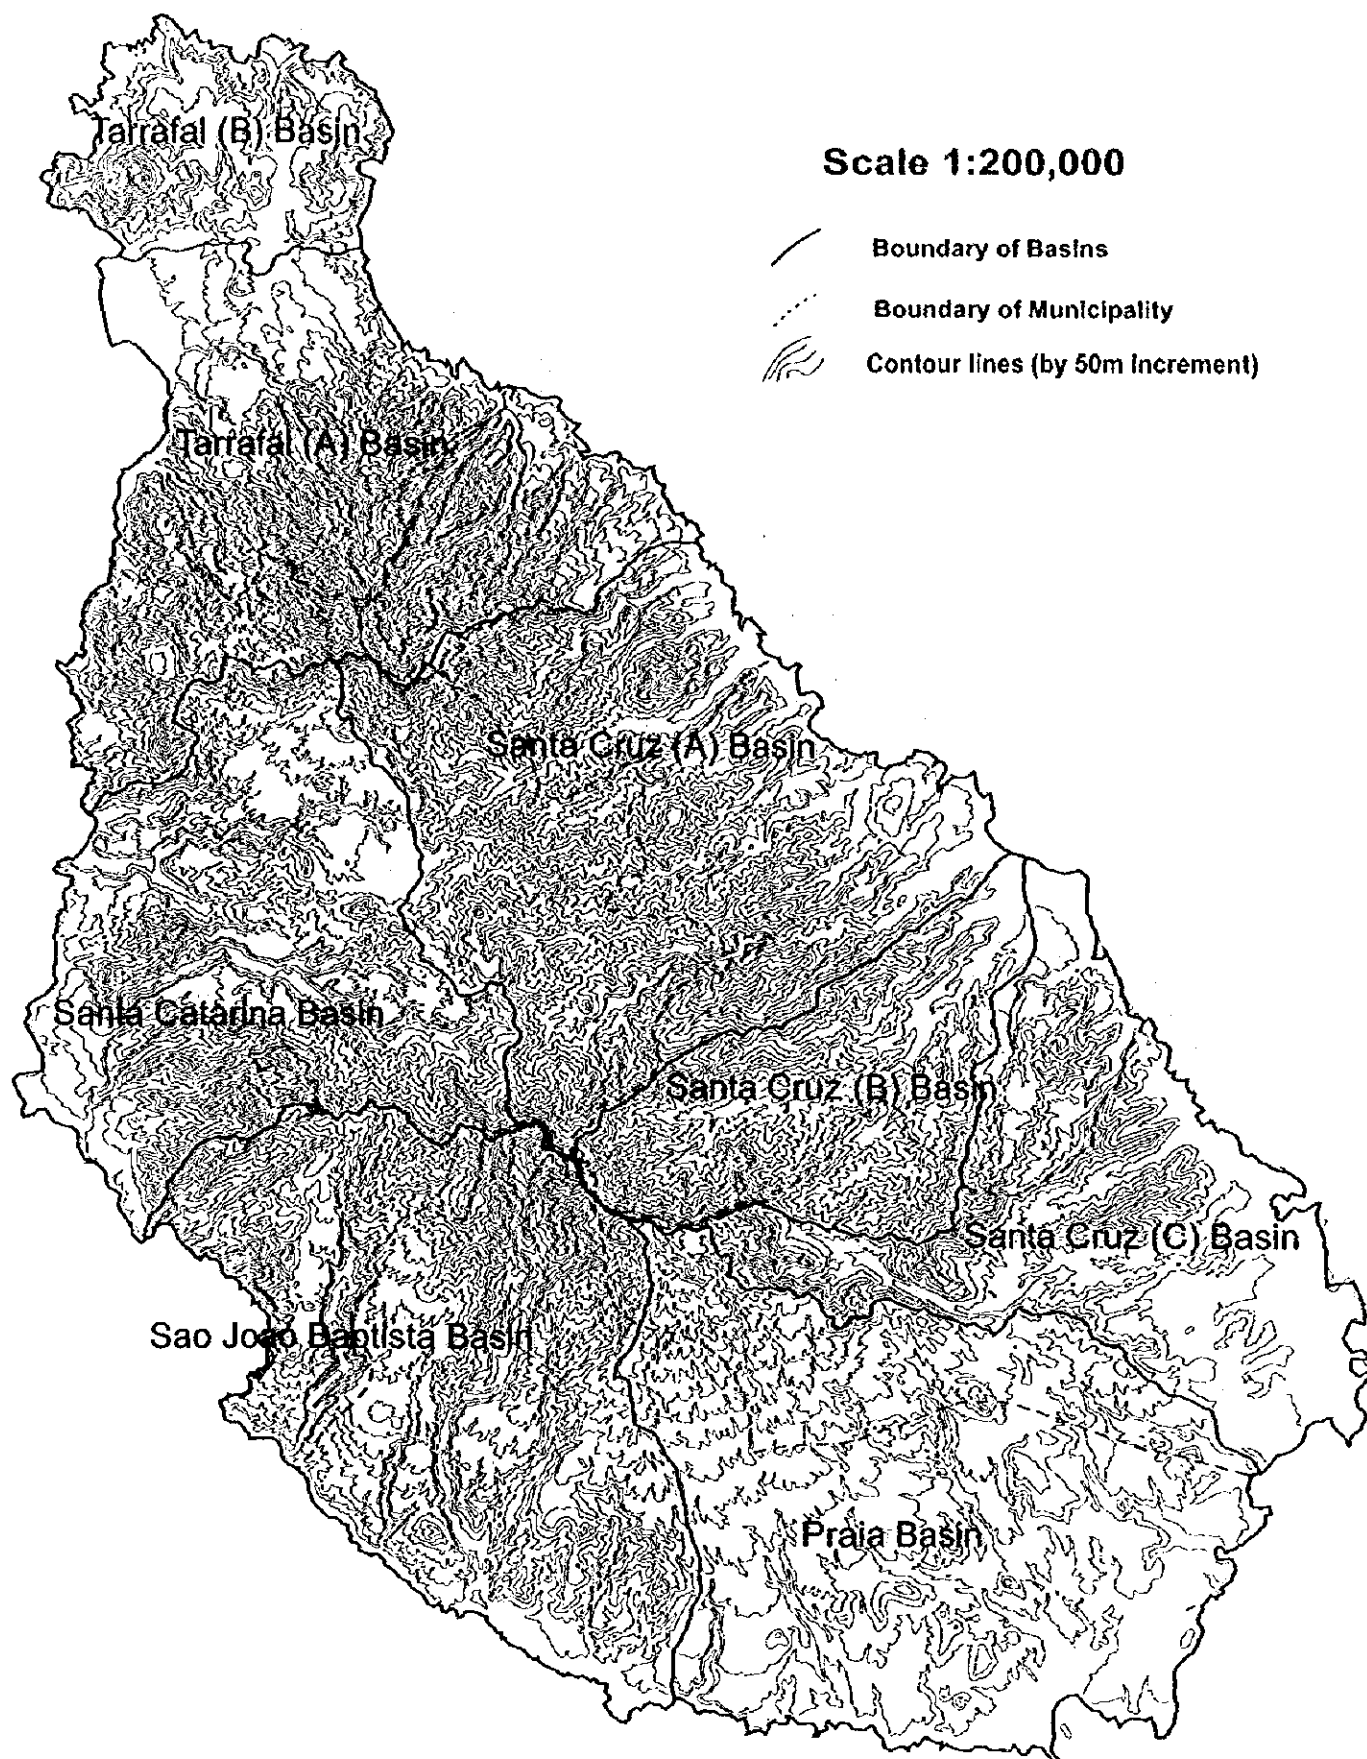 Tarrafal (B) Basin
Scale 1:200,000
Boundary of Basins
Boundary of Municipality
Contour lines (by 50m Increment)
Tarrafal (A) Basin
Santa Cruz (A) Basin
Santa Catarina Basin
Santa Cruz (B) Basin
Santa Cruz (C) Basin
Sao Joao Baptista Basin
Praia Basin